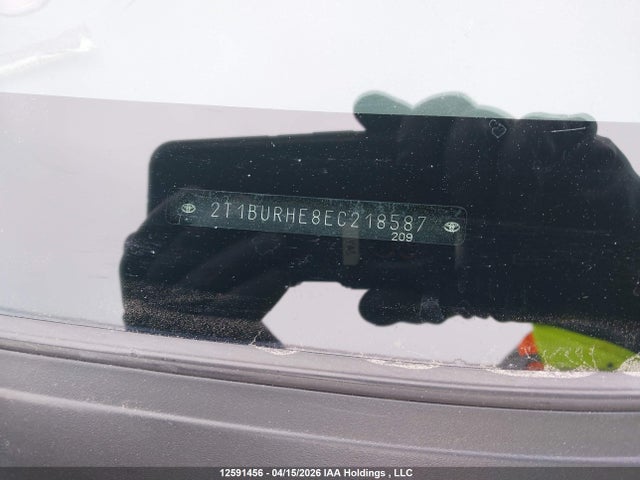 2T1BURHE8EC218587
209
12591456 - 04/15/2026 IAA Holdings , LLC